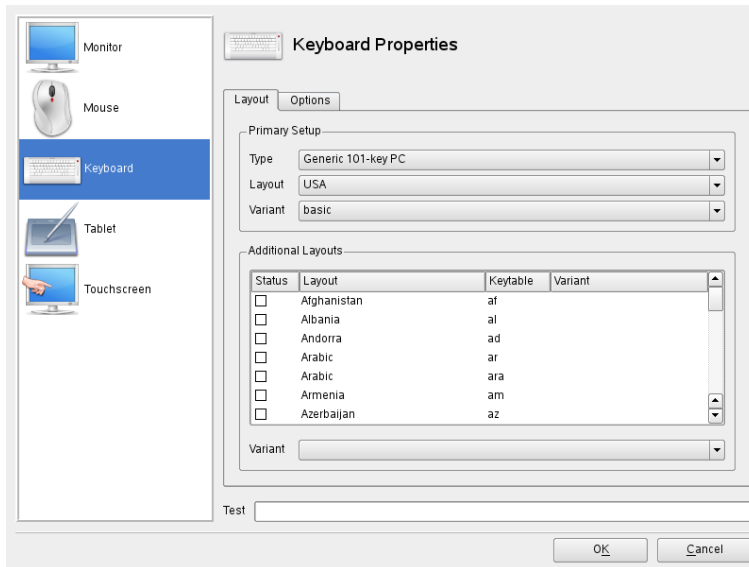 Monitor
Mouse
Keyboard
Tablet
Touchscreen
Keyboard Properties
Layout Options
Primary Setup
Type Generic 101-key PC
Layout USA
Variant basic
Additional Layouts
Status Layout Keytable Variant
Afghanistan af
Albania al
Andorra ad
Arabic ar
Arabic ara
Armenia am
Azerbaijan az
Variant
Test
OK Cancel